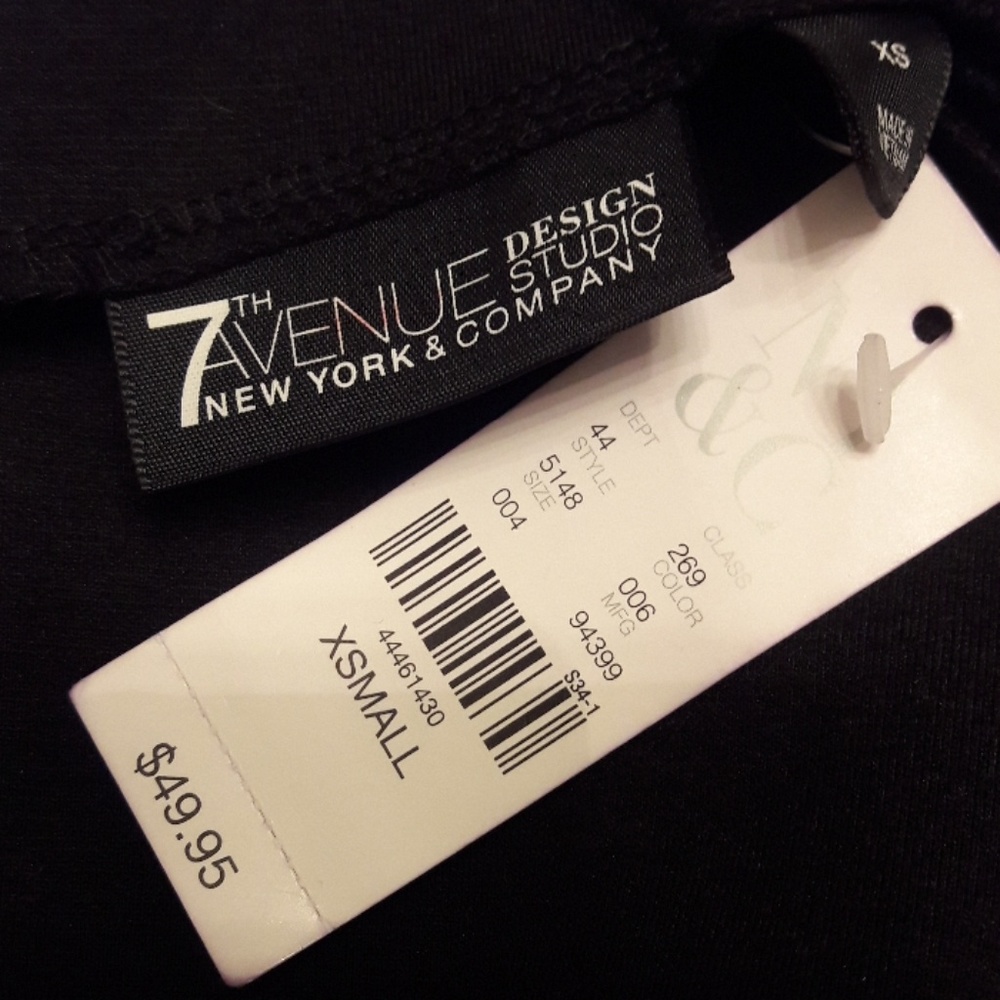 XS
MADE IN
VIETNAM
7TH AVENUE DESIGN STUDIO
NEW YORK & COMPANY
N
&C
DEPT CLASS
44 269
STYLE COLOR
5148 006
SIZE MFG
004 94399
S34-1
44461430
XSMALL
$49.95